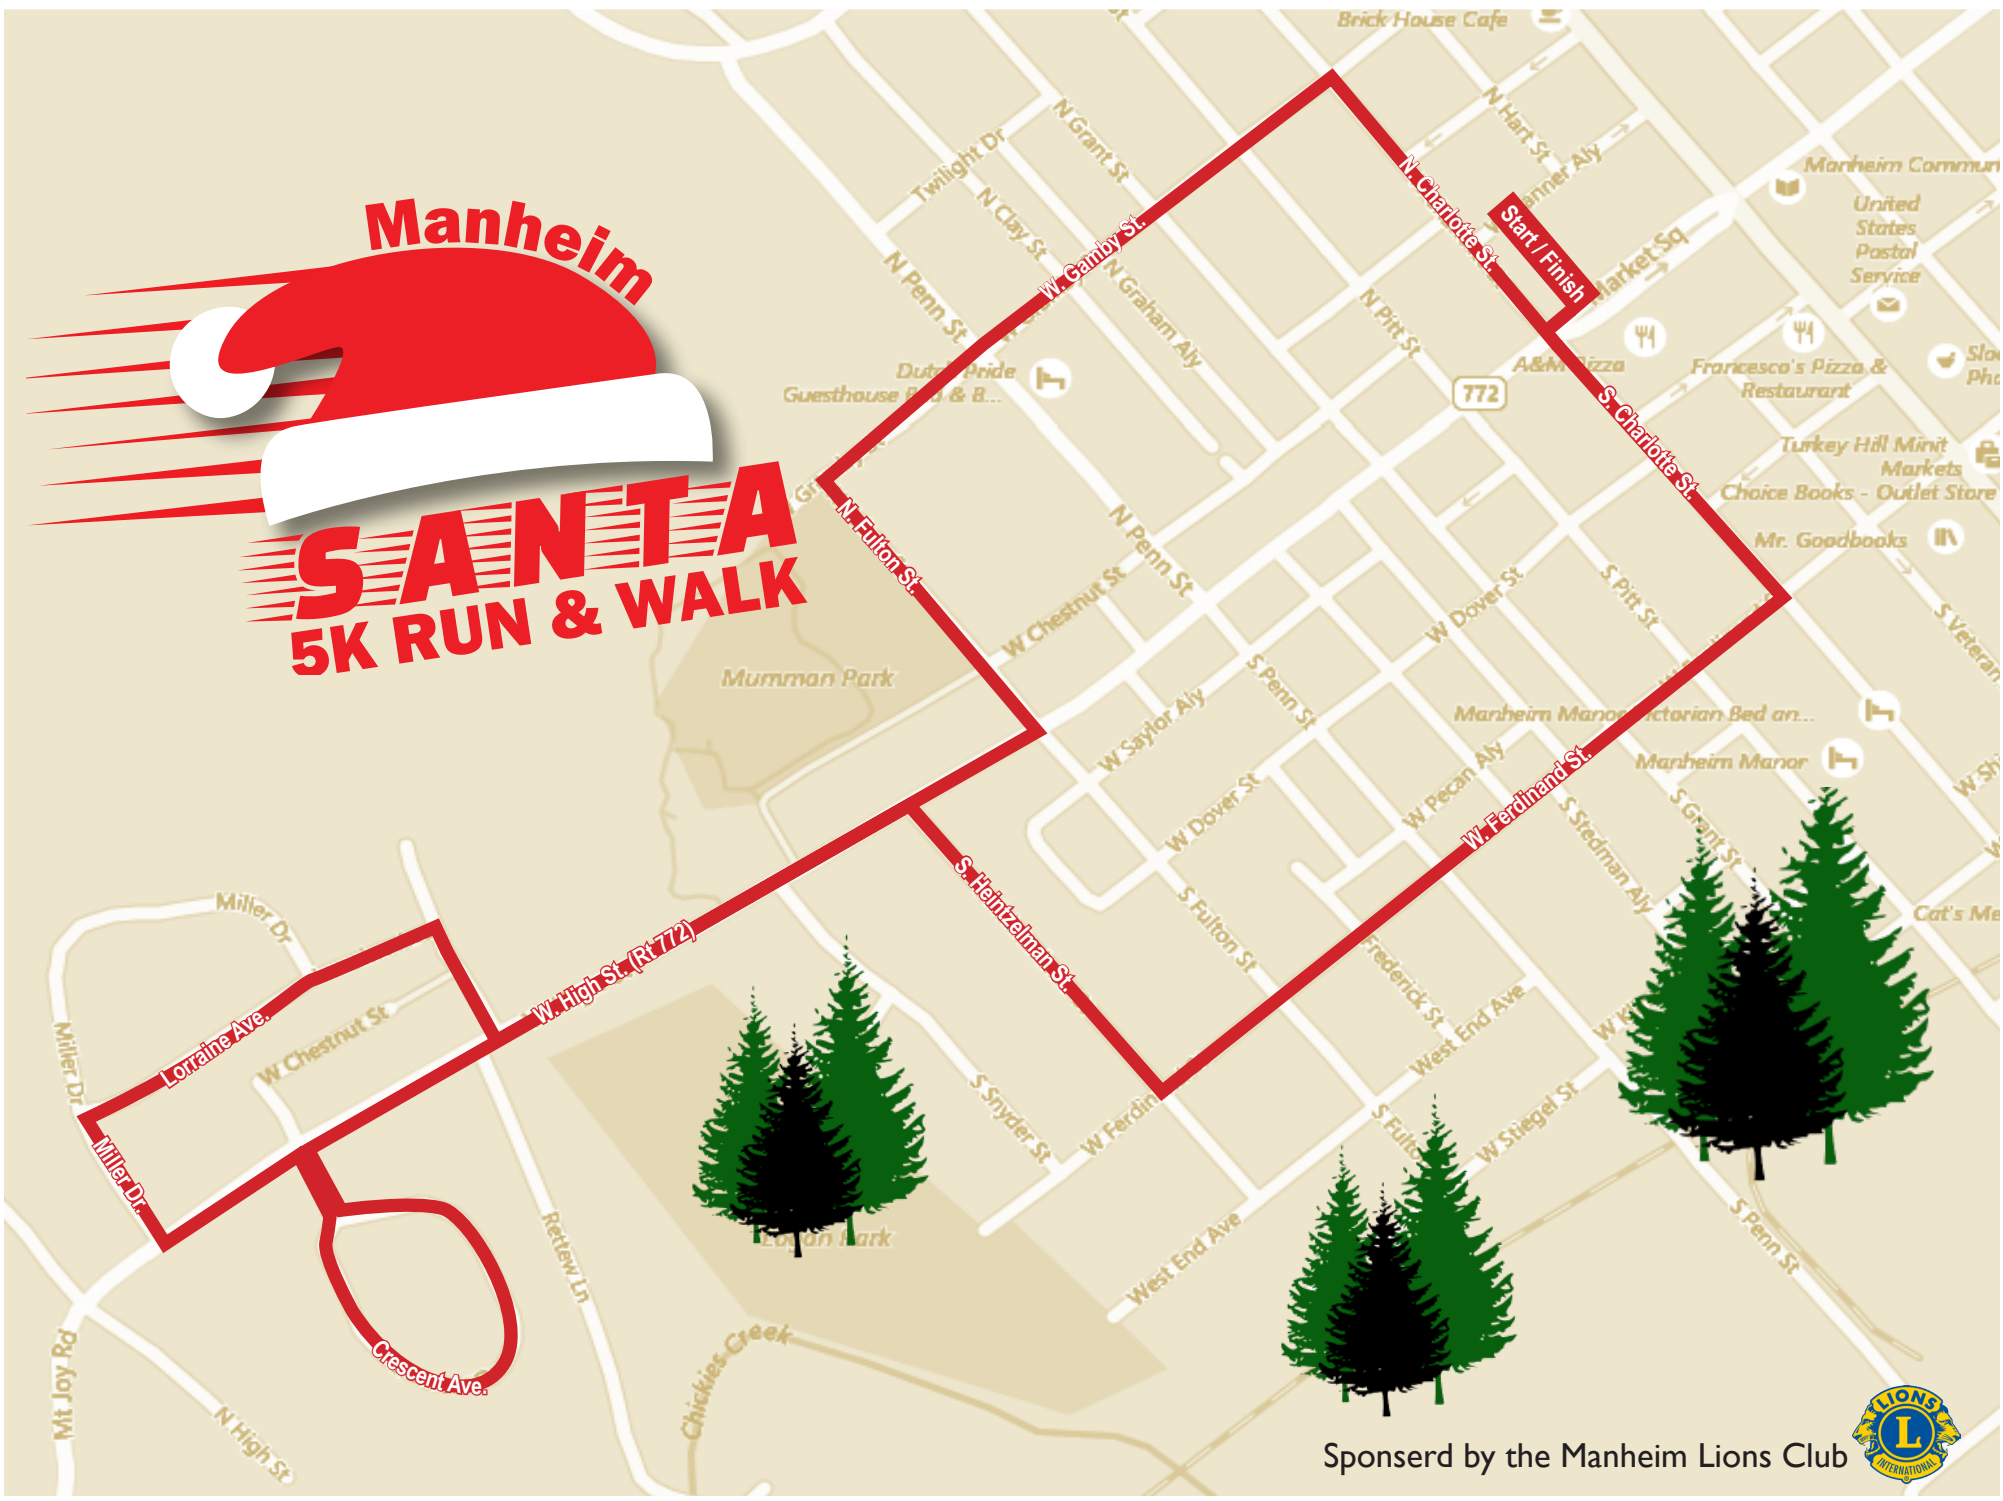 Brick House Cafe
N Grant St
N Hart St
Twilight Dr
N Clay St
Manheim
N. Charlotte St.
Start / Finish
Market Sq
United
States
Postal
Service
W. Gamby St.
N Penn St
N Graham Aly
N Pitt St
772
A&M Pizza
Francesco's Pizza &
Restaurant
Guesthouse
S. Charlotte St.
Turkey Hill Minit
Markets
Choice Books - Outlet Store
Mr. Goodbooks
SANTA
5K RUN & WALK
N. Fulton St.
N Penn St
W Chestnut St
W Dover St
S Pitt St
Mumman Park
S Penn St
W Saylor Aly
Manheim Manor
W Pecan Aly
W Dover St
W. Ferdinand St.
S Grant St
S Stedman Aly
S. Heintzelman St.
S Fulton St
Frederick St
Miller Dr
W. High St. (Rt 772)
Lorraine Ave.
W Chestnut St
Miller Dr
Miller Dr.
West End Ave
S Snyder St
W Stiegel St
Rettew Ln
West End Ave
S Penn St
Crescent Ave.
Chickies Creek
Mt Joy Rd
N High St
Sponserd by the Manheim Lions Club
LIONS
L
INTERNATIONAL